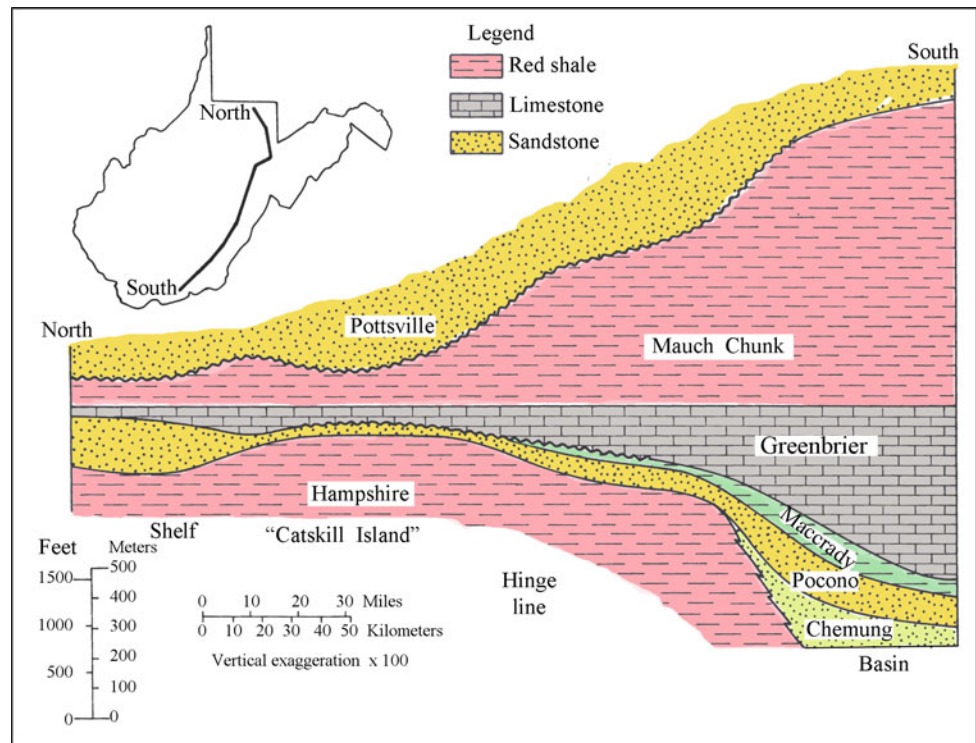 Legend
Red shale
Limestone
Sandstone
South
North
South
North
Pottsville
Mauch Chunk
Greenbrier
Hampshire
Maccrady
Pocono
Chemung
Shelf
"Catskill Island"
Hinge
line
Basin
Feet
Meters
1500
1000
500
0
500
400
300
200
100
0
0 10 20 30 Miles
0 10 20 30 40 50 Kilometers
Vertical exaggeration x 100